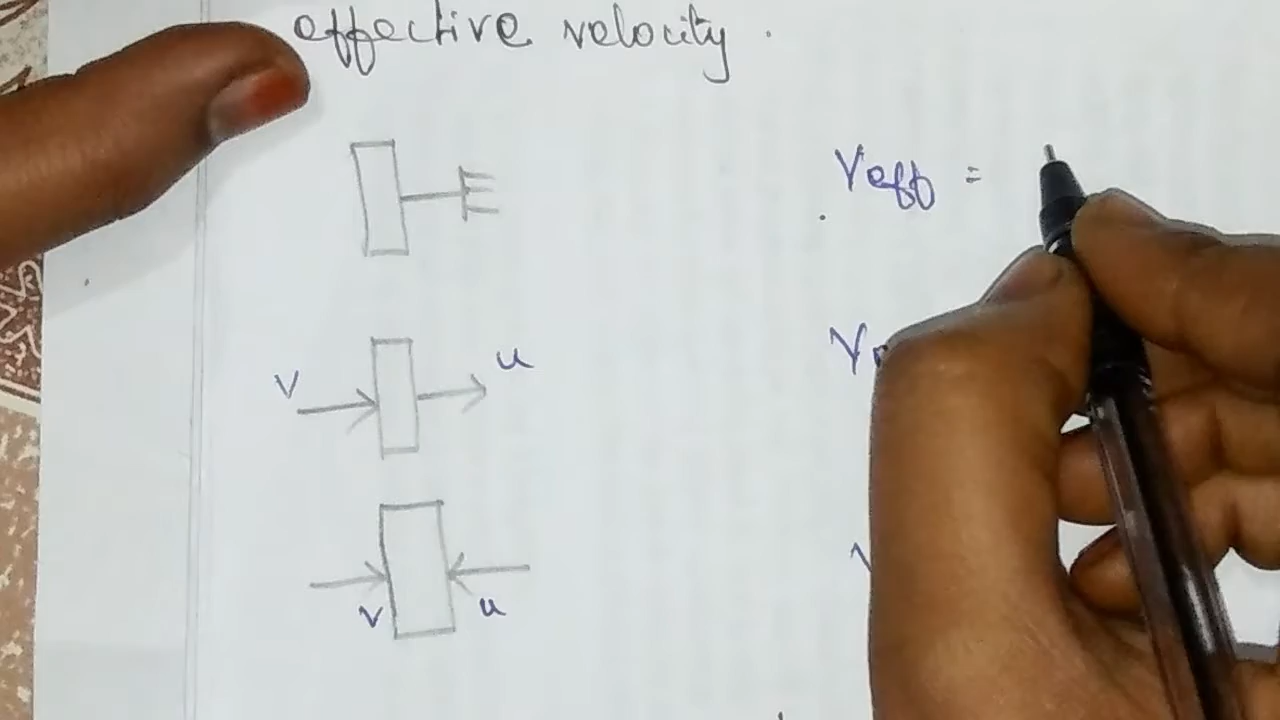 effective velocity.
Veff =
V u
V
v u